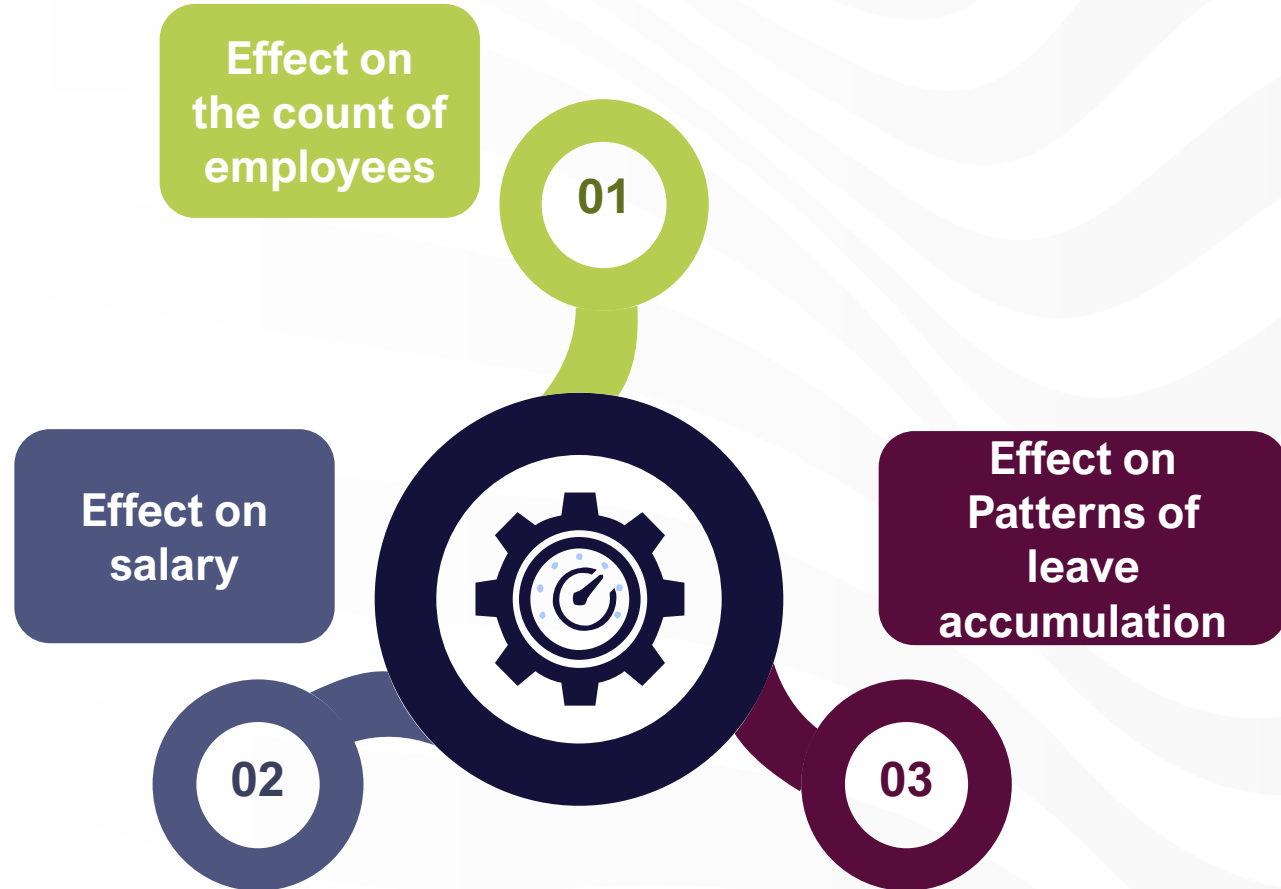 Effect on
the count of
employees
01
Effect on
salary
02
Effect on
Patterns of
leave
accumulation
03